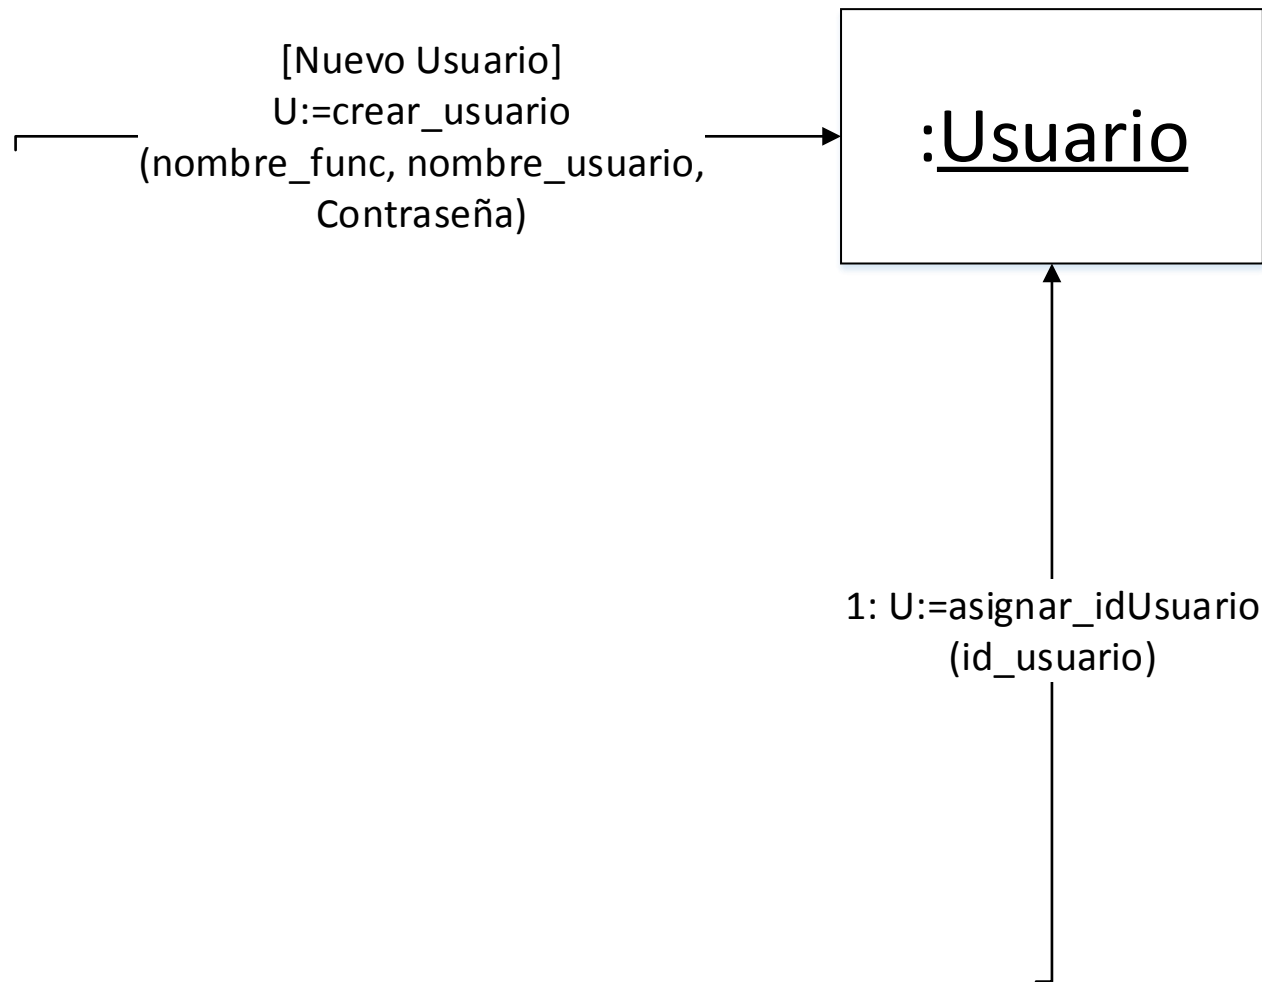 [Nuevo Usuario]
U:=crear_usuario
(nombre_func, nombre_usuario,
Contraseña)
:Usuario
1: U:=asignar_idUsuario
(id_usuario)